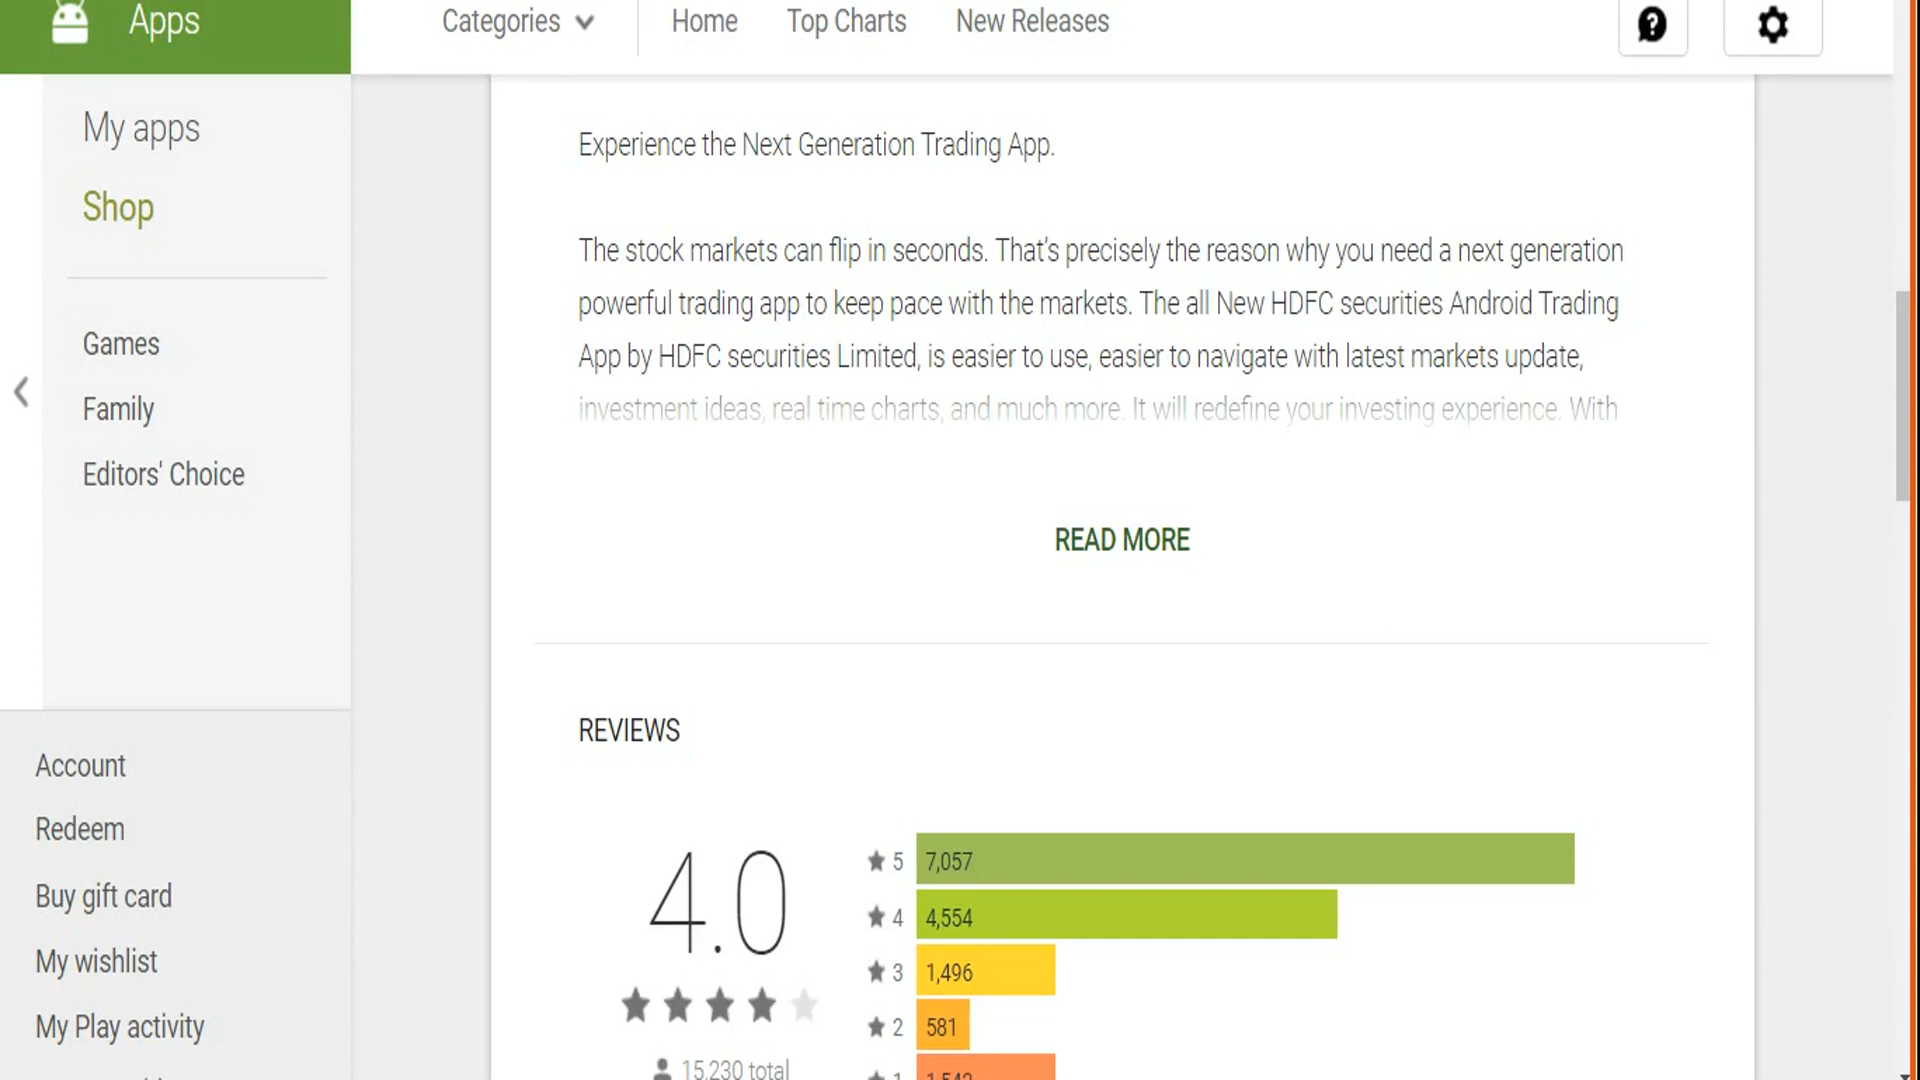 Apps
Categories
Home
Top Charts
New Releases
My apps
Shop
Games
Family
Editors' Choice
Account
Redeem
Buy gift card
My wishlist
My Play activity
Experience the Next Generation Trading App.
The stock markets can flip in seconds. That's precisely the reason why you need a next generation
powerful trading app to keep pace with the markets. The all New HDFC securities Android Trading
App by HDFC securities Limited, is easier to use, easier to navigate with latest markets update,
investment ideas, real time charts, and much more. It will redefine your investing experience. With
READ MORE
REVIEWS
4.0
15,230 total
5 7,057
4 4,554
3 1,496
2 581
1 1,542